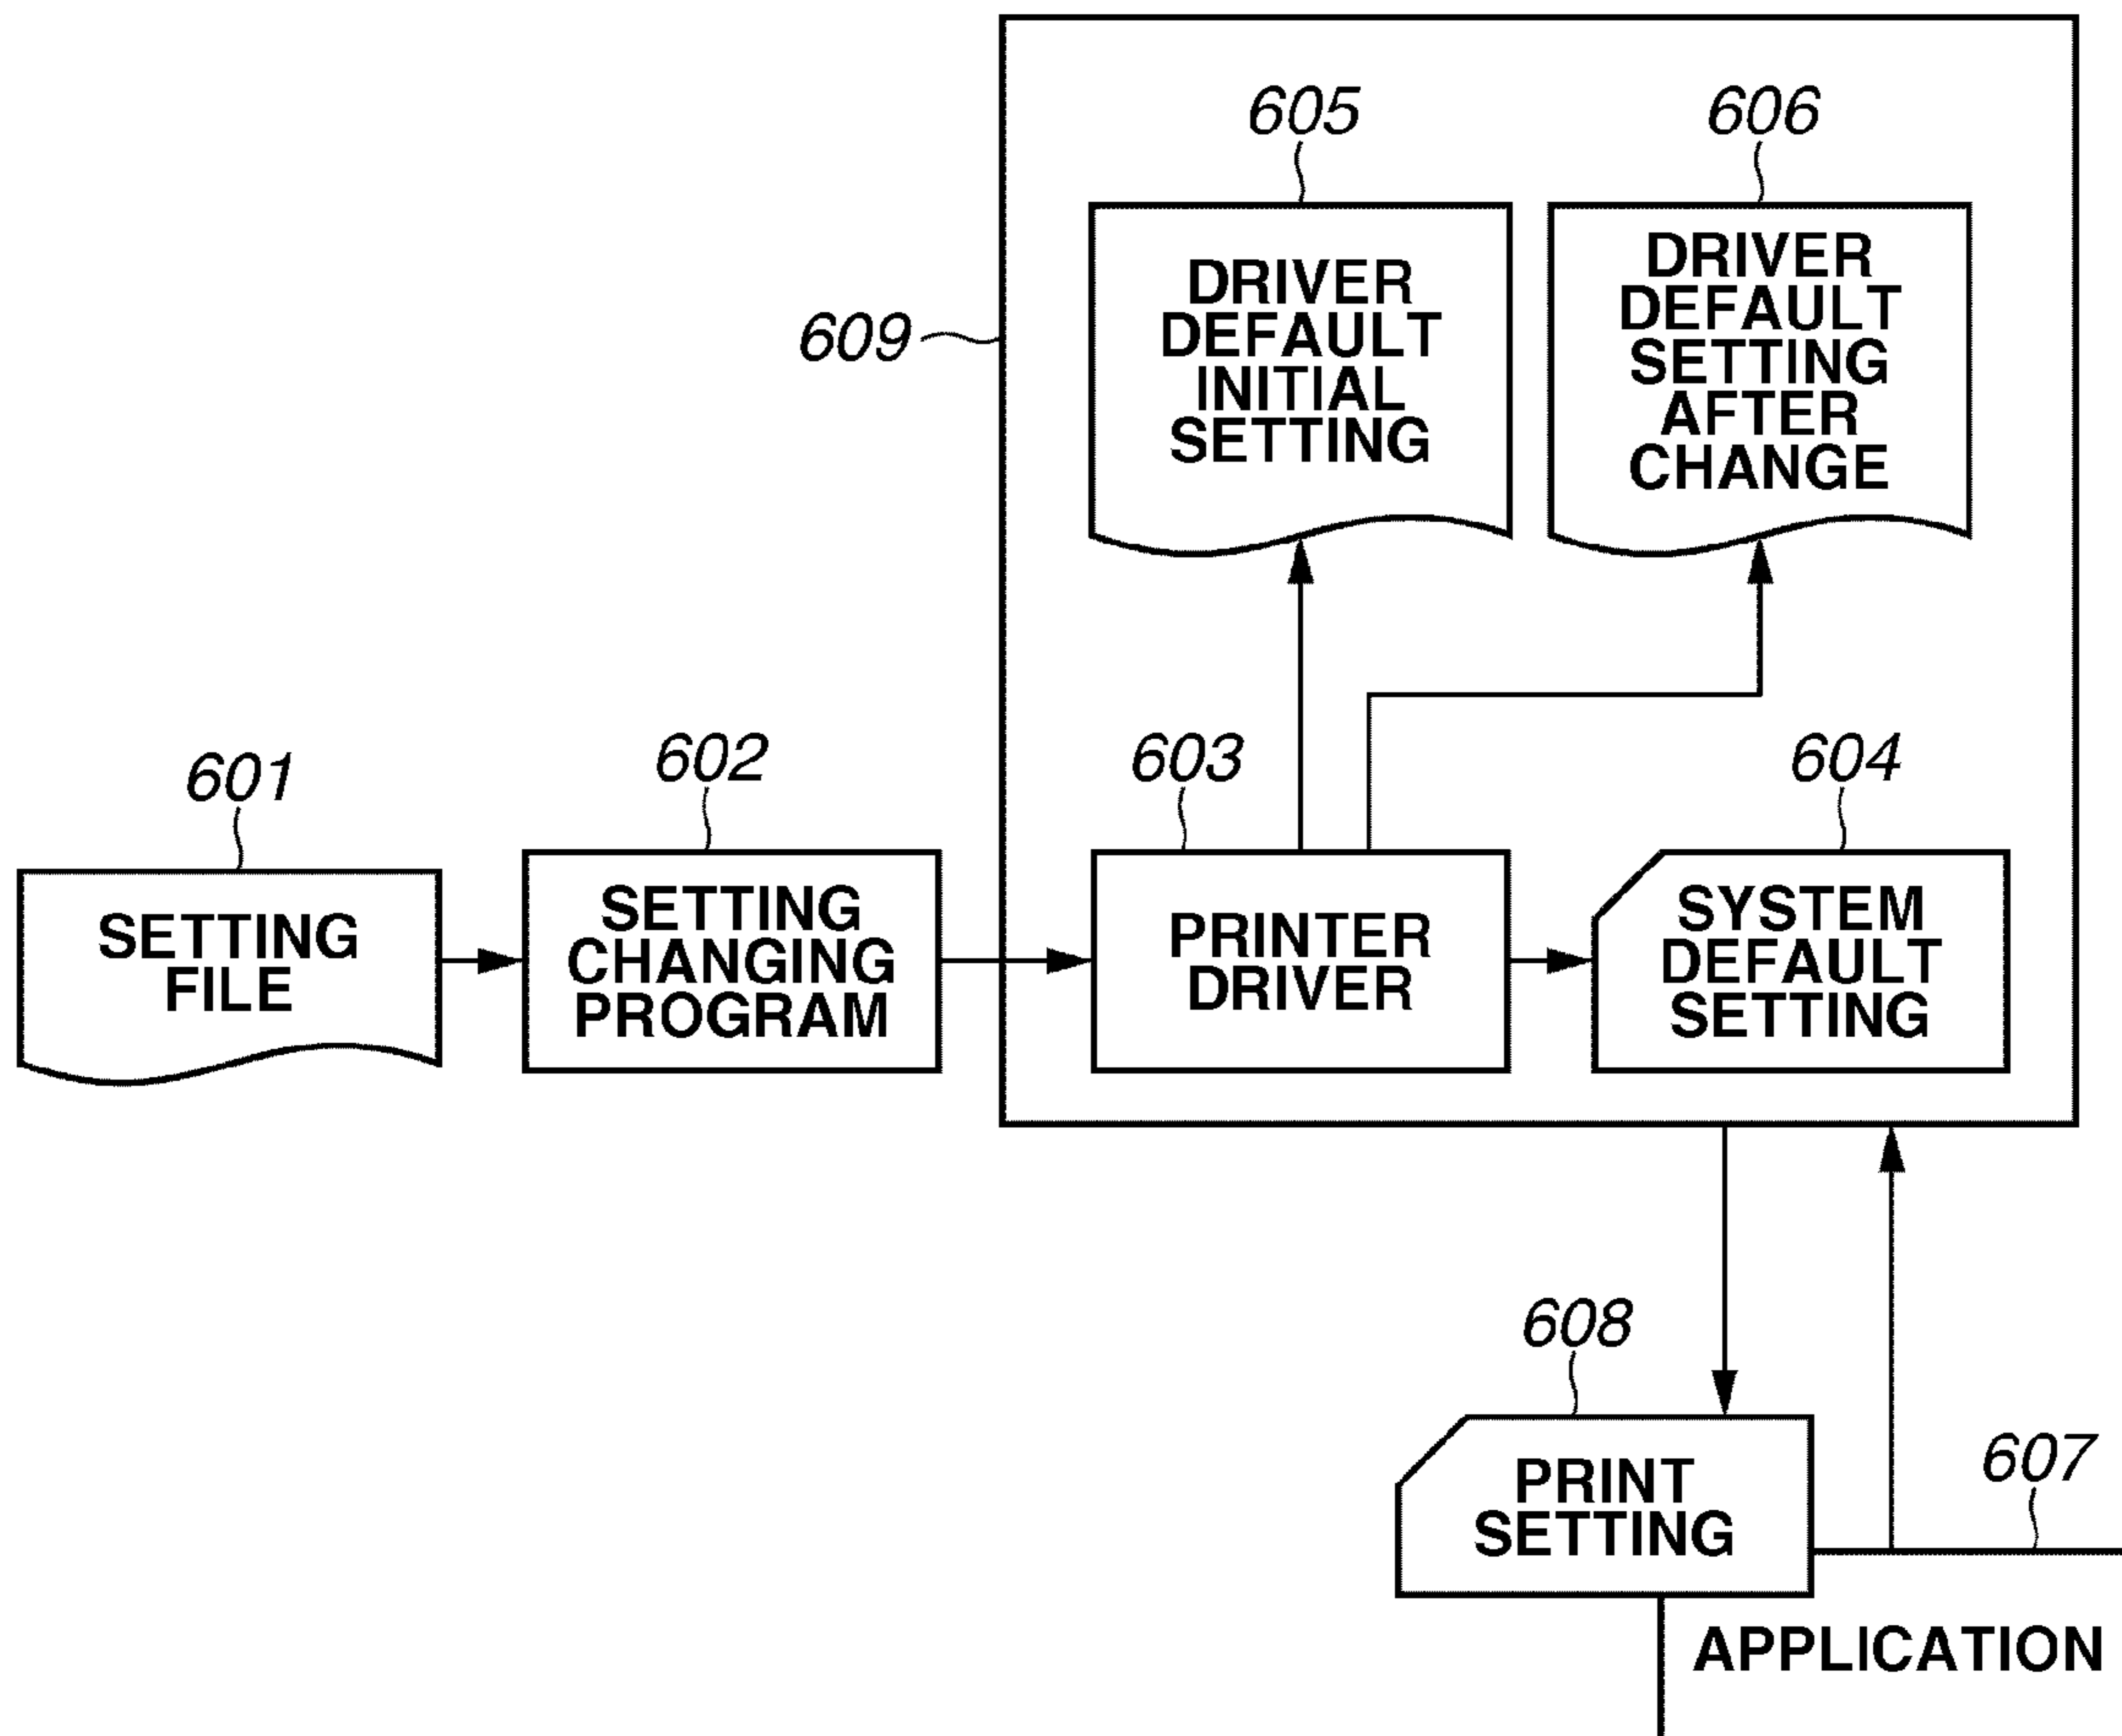 605
606
DRIVER
DEFAULT
INITIAL
SETTING
DRIVER
DEFAULT
SETTING
AFTER
CHANGE
609
601
602
603
604
SETTING
FILE
SETTING
CHANGING
PROGRAM
PRINTER
DRIVER
SYSTEM
DEFAULT
SETTING
608
607
PRINT
SETTING
APPLICATION